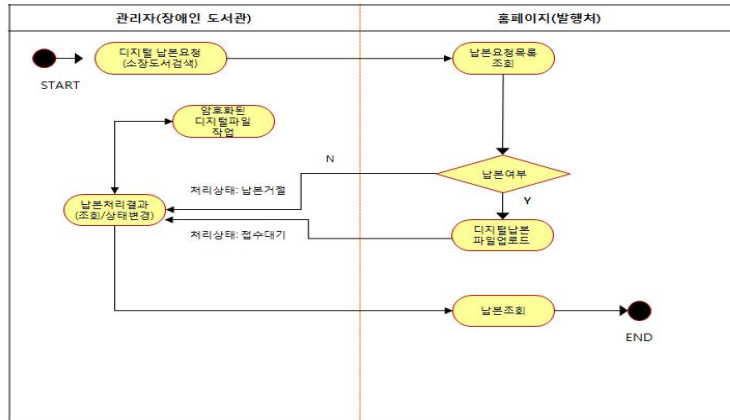 관리자(장애인 도서관)
홈페이지(발행처)
디지털 납본요청
(소장도서검색)
납본요청목록
조회
START
암호화된
디지털파일
작업
N
납본여부
처리상태: 납본거절
Y
납본처리결과
(조회/상태변경)
처리상태: 접수대기
디지털납본
파일업로드
납본조회
END